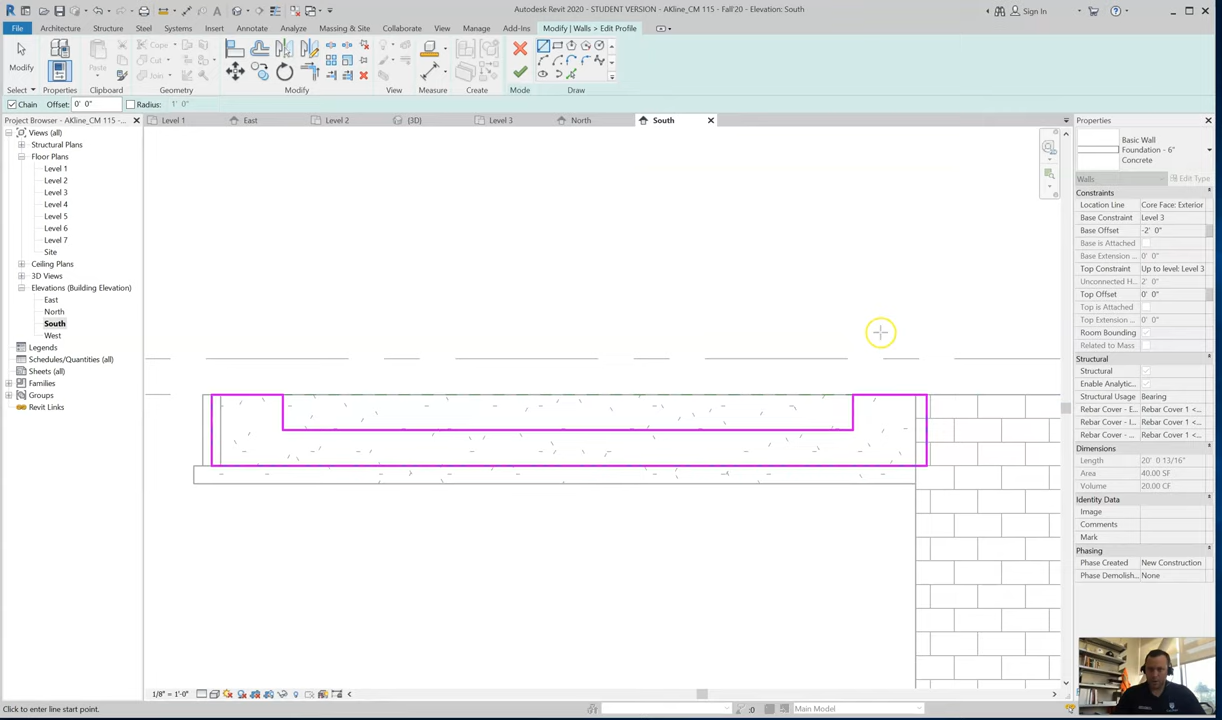 Autodesk Revit 2020 - STUDENT VERSION - AKline_CM 115 - Fall'20 - Elevation: South
Sign In
File Architecture Structure Steel Systems Insert Annotate Analyze Massing & Site Collaborate View Manage Add-Ins Modify | Walls > Edit Profile
Modify
Paste
Cope
Cut
Join
Select Properties Clipboard Geometry Modify View Measure Create Mode Draw
Chain Offset: 0' 0" Radius: 1' 0"
Project Browser - AKline_CM 115 -...
Level 1 East Level 2 {3D} Level 3 North South
Properties
Views (all)
Structural Plans
Floor Plans
Level 1
Level 2
Level 3
Level 4
Level 5
Level 6
Level 7
Site
Ceiling Plans
3D Views
Elevations (Building Elevation)
East
North
South
West
Legends
Schedules/Quantities (all)
Sheets (all)
Families
Groups
Revit Links
Basic Wall
Foundation - 6"
Concrete
Walls Edit Type
Constraints
Location Line Core Face: Exterior
Base Constraint Level 3
Base Offset -2' 0"
Base is Attached
Base Extension ... 0' 0"
Top Constraint Up to level: Level 3
Unconnected H... 2' 0"
Top Offset 0' 0"
Top is Attached
Top Extension ... 0' 0"
Room Bounding
Related to Mass
Structural
Structural
Enable Analytic...
Structural Usage Bearing
Rebar Cover - E... Rebar Cover 1 <...
Rebar Cover - I... Rebar Cover 1 <...
Rebar Cover - ... Rebar Cover 1 <...
Dimensions
Length 20' 0 13/16"
Area 40.00 SF
Volume 20.00 CF
Identity Data
Image
Comments
Mark
Phasing
Phase Created New Construction
Phase Demolish... None
1/8" = 1'-0"
Click to enter line start point.
:0
Main Model